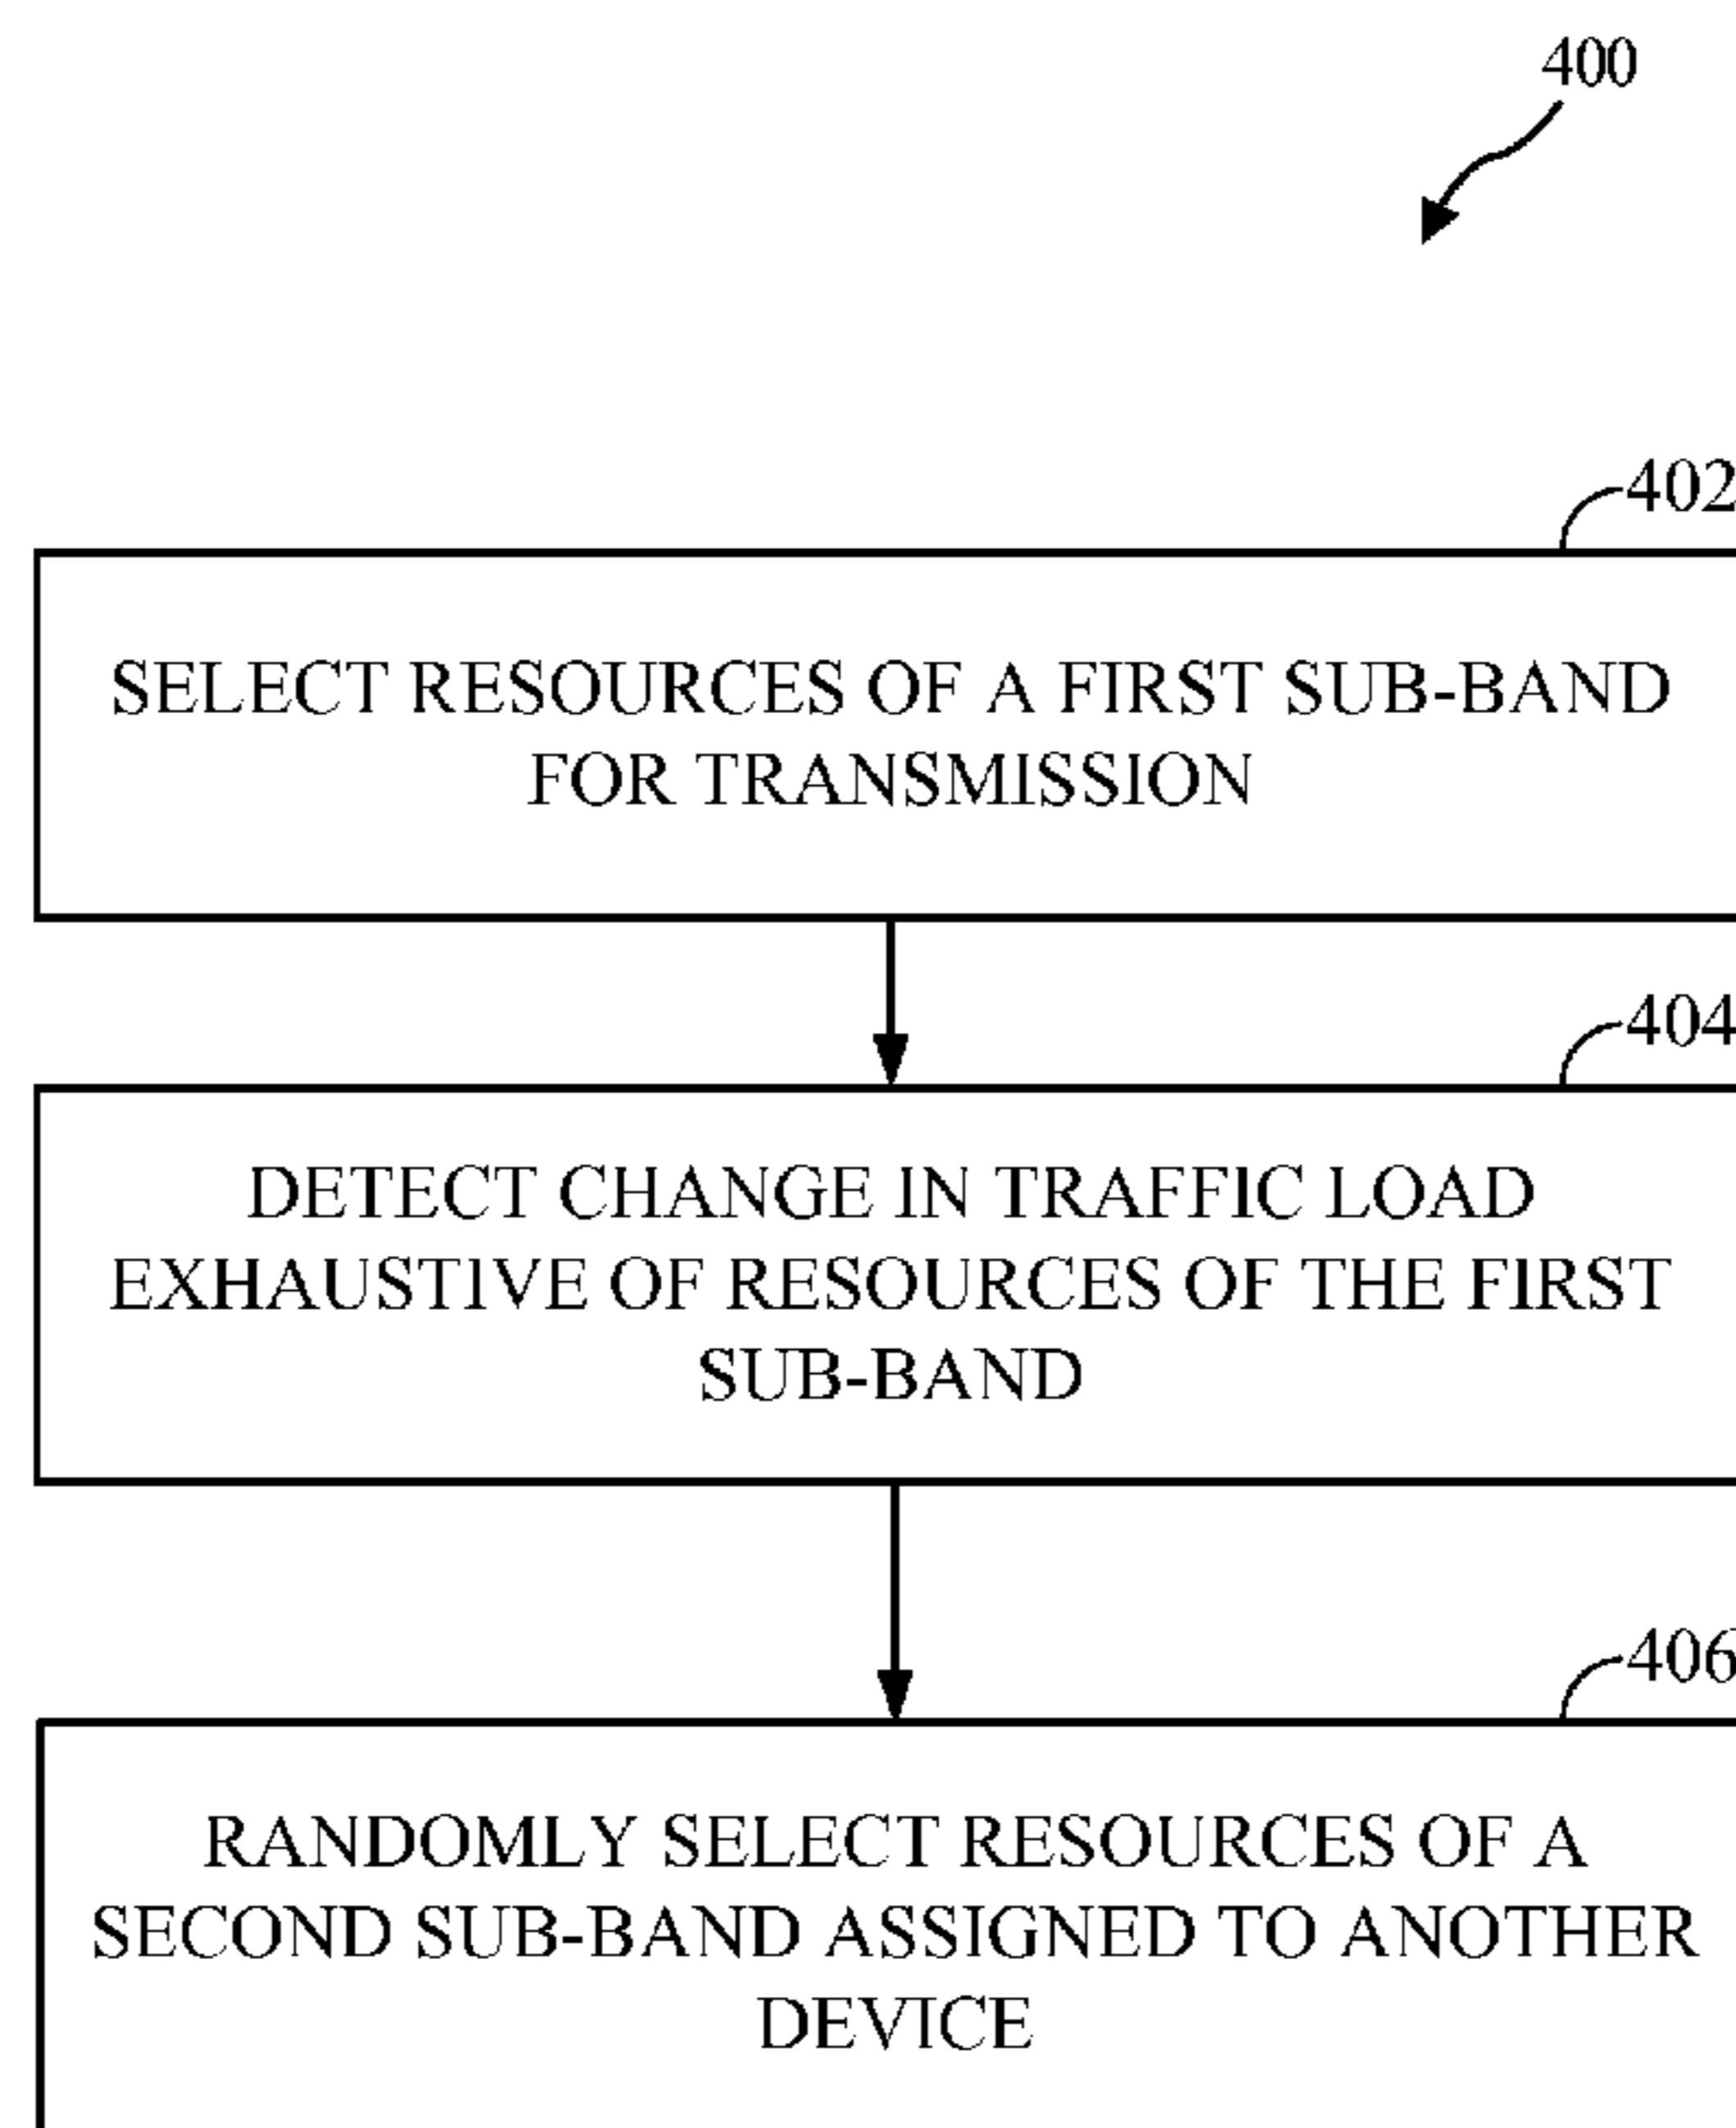 400
402
SELECT RESOURCES OF A FIRST SUB-BAND
FOR TRANSMISSION
404
DETECT CHANGE IN TRAFFIC LOAD
EXHAUSTIVE OF RESOURCES OF THE FIRST
SUB-BAND
406
RANDOMLY SELECT RESOURCES OF A
SECOND SUB-BAND ASSIGNED TO ANOTHER
DEVICE